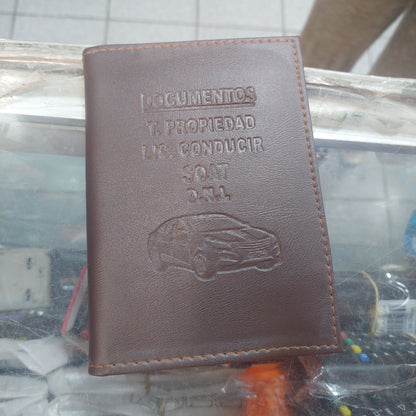 DOCUMENTOS
T. PROPIEDAD
LIC. CONDUCIR
SOAT
D.N.I.